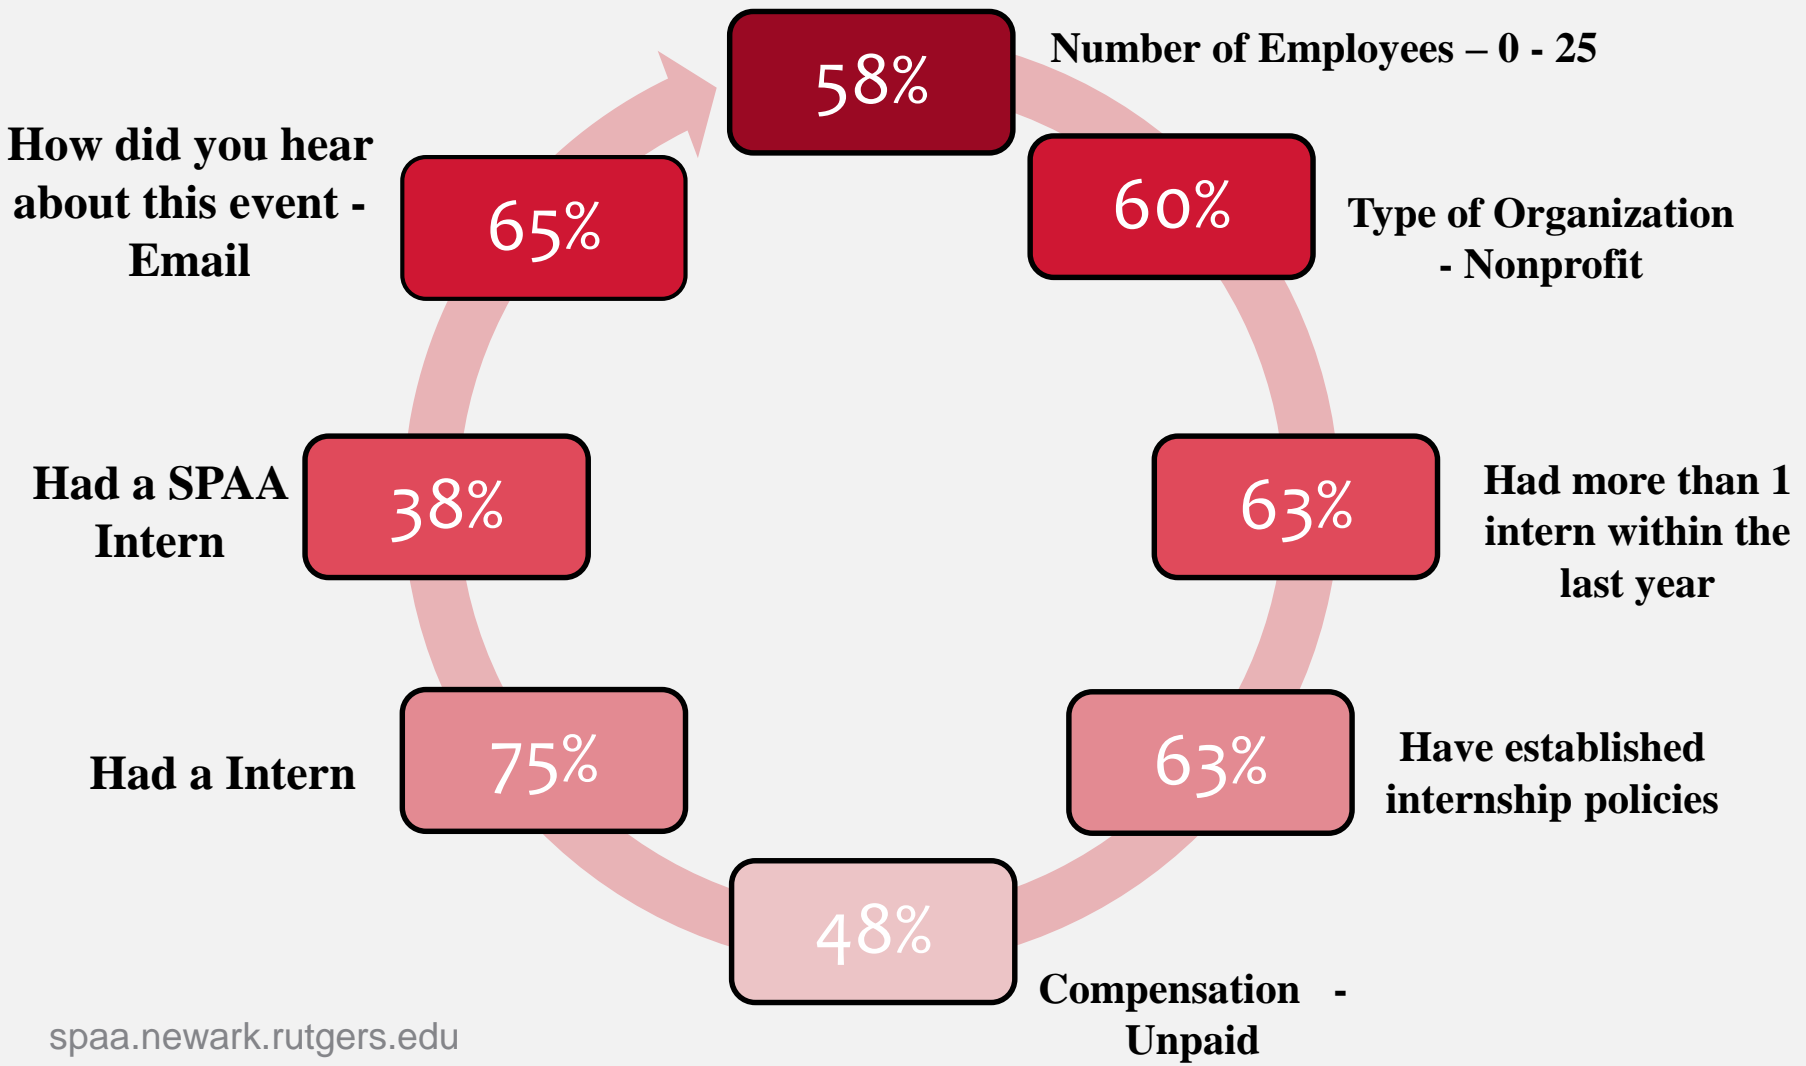 58%
Number of Employees – 0 - 25
60%
Type of Organization
- Nonprofit
63%
Had more than 1
intern within the
last year
63%
Have established
internship policies
48%
Compensation -
Unpaid
75%
Had a Intern
38%
Had a SPAA
Intern
65%
How did you hear
about this event -
Email
spaa.newark.rutgers.edu